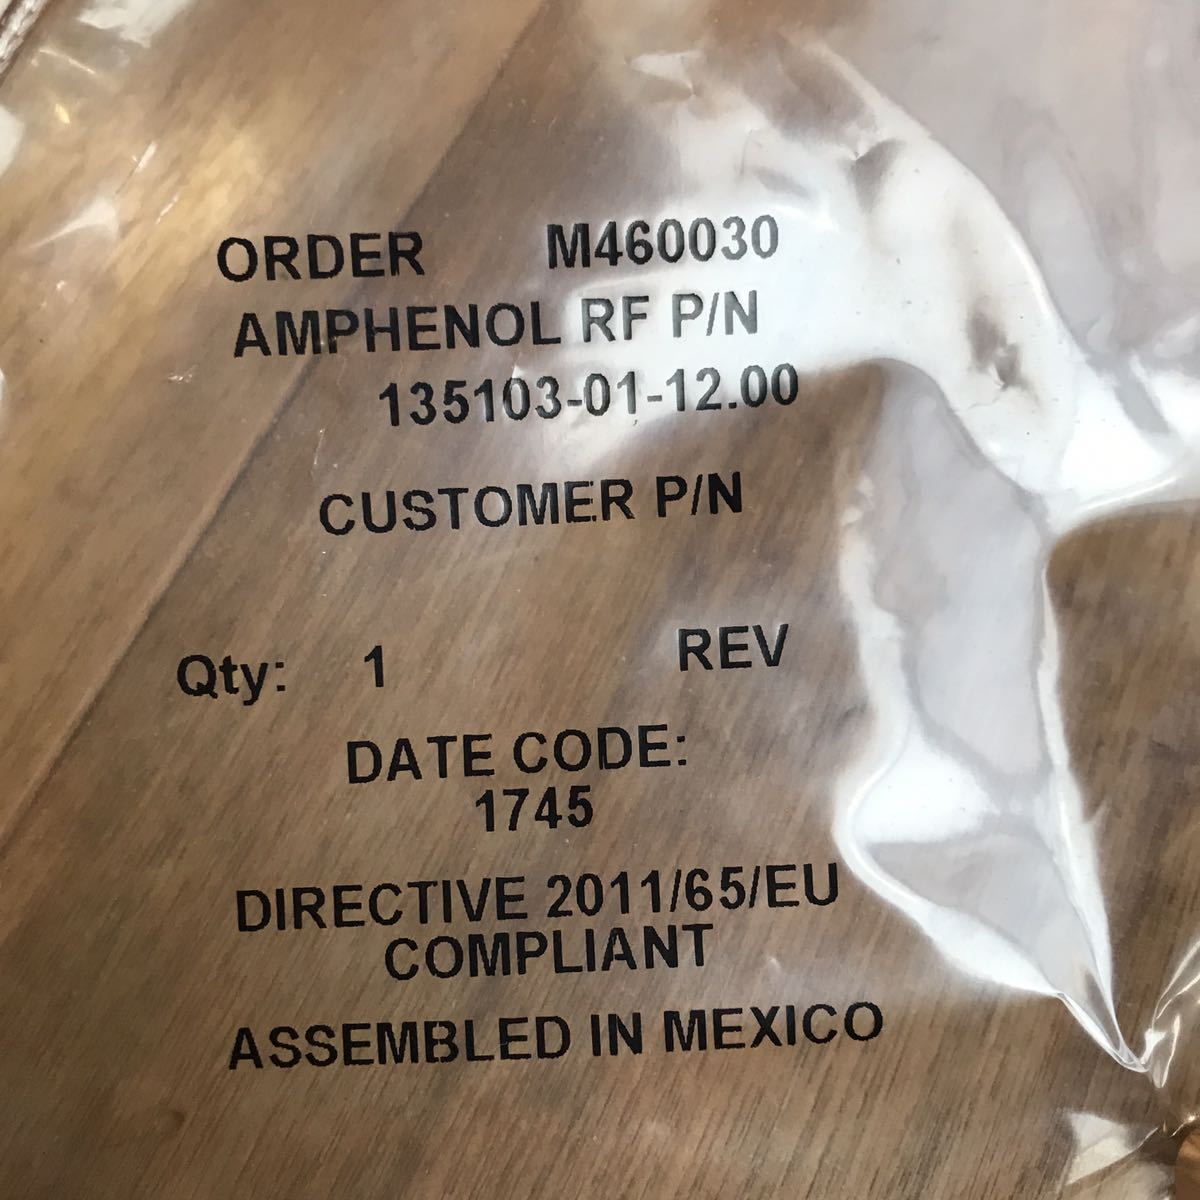 ORDER M460030
AMPHENOL RF P/N
135103-01-12.00
CUSTOMER P/N
Qty: 1 REV
DATE CODE:
1745
DIRECTIVE 2011/65/EU
COMPLIANT
ASSEMBLED IN MEXICO